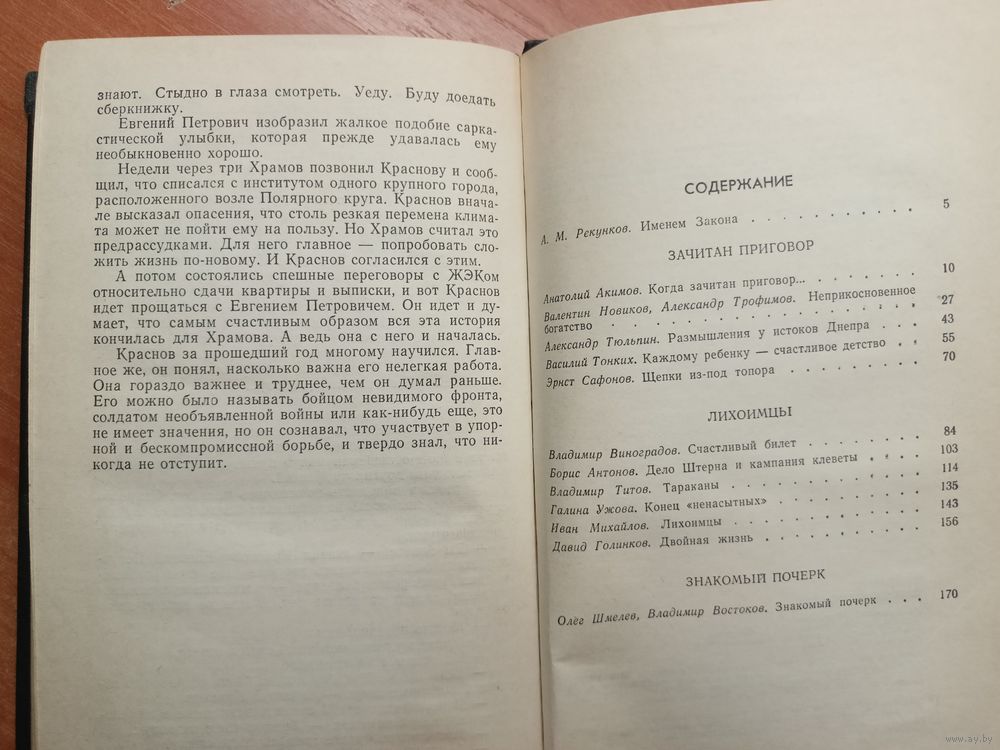 знают. Стыдно в глаза смотреть. Уеду. Буду доедать
сберкнижку.
Евгений Петрович изобразил жалкое подобие сарка-
стической улыбки, которая прежде удавалась ему
необыкновенно хорошо.
Недели через три Храмов позвонил Краснову и сооб-
щил, что списался с институтом одного крупного города,
расположенного возле Полярного круга. Краснов внача-
ле высказал опасения, что столь резкая перемена клима-
та может не пойти ему на пользу. Но Храмов считал это
предрассудками. Для него главное — попробовать сло-
жить жизнь по-новому. И Краснов согласился с этим.
А потом состоялись спешные переговоры с ЖЭКом
относительно сдачи квартиры и выписки, и вот Краснов
идет прощаться с Евгением Петровичем. Он идет и ду-
мает, что самым счастливым образом вся эта история
кончилась для Храмова. А ведь она с него и началась.
Краснов за прошедший год многому научился. Глав-
ное же, он понял, насколько важна его нелегкая работа.
Она гораздо важнее и труднее, чем он думал раньше.
Его можно было называть бойцом невидимого фронта,
солдатом необъявленной войны или как-нибудь еще, это
не имеет значения, но он сознавал, что участвует в упор-
ной и бескомпромиссной борьбе, и твердо знал, что ни-
когда не отступит.
СОДЕРЖАНИЕ
А. М. Рекунков. Именем Закона . . . . . . . . . . . 5
ЗАЧИТАН ПРИГОВОР
Анатолий Акимов. Когда зачитан приговор... . . . . . . . 10
Валентин Новиков, Александр Трофимов. Неприкосновенное
богатство . . . . . . . . . . . . . . . . 27
Александр Тюльпин. Размышления у истоков Днепра . . . . 43
Василий Тонких. Каждому ребенку — счастливое детство . . 55
Эрнст Сафонов. Щепки из-под топора . . . . . . . . 70
ЛИХОИМЦЫ
Владимир Виноградов. Счастливый билет . . . . . . . 84
Борис Антонов. Дело Штерна и кампания клеветы . . . . 103
Владимир Титов. Тараканы . . . . . . . . . . . 114
Галина Ужова. Конец «ненасытных» . . . . . . . . 135
Иван Михайлов. Лихоимцы . . . . . . . . . . . 143
Давид Голинков. Двойная жизнь . . . . . . . . . 156
ЗНАКОМЫЙ ПОЧЕРК
Олег Шмелев, Владимир Востоков. Знакомый почерк . . . 170
www.ay.by